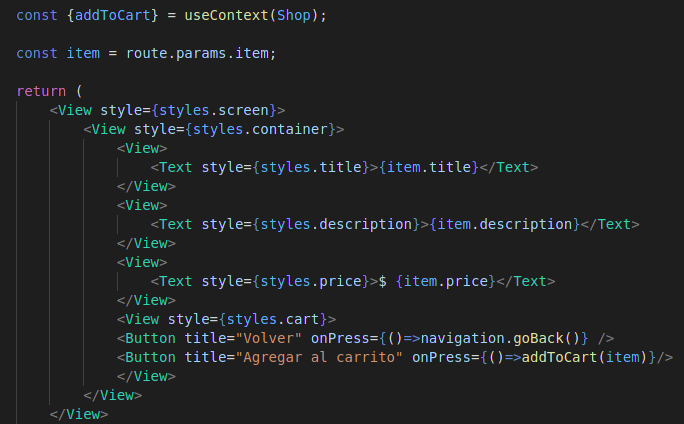 const {addToCart} = useContext(Shop);
const item = route.params.item;
return (
<View style={styles.screen}>
<View style={styles.container}>
<View>
<Text style={styles.title}>{item.title}</Text>
</View>
<View>
<Text style={styles.description}>{item.description}</Text>
</View>
<View>
<Text style={styles.price}>$ {item.price}</Text>
</View>
<View style={styles.cart}>
<Button title="Volver" onPress={()=>navigation.goBack()} />
<Button title="Agregar al carrito" onPress={()=>addToCart(item)}/>
</View>
</View>
</View>